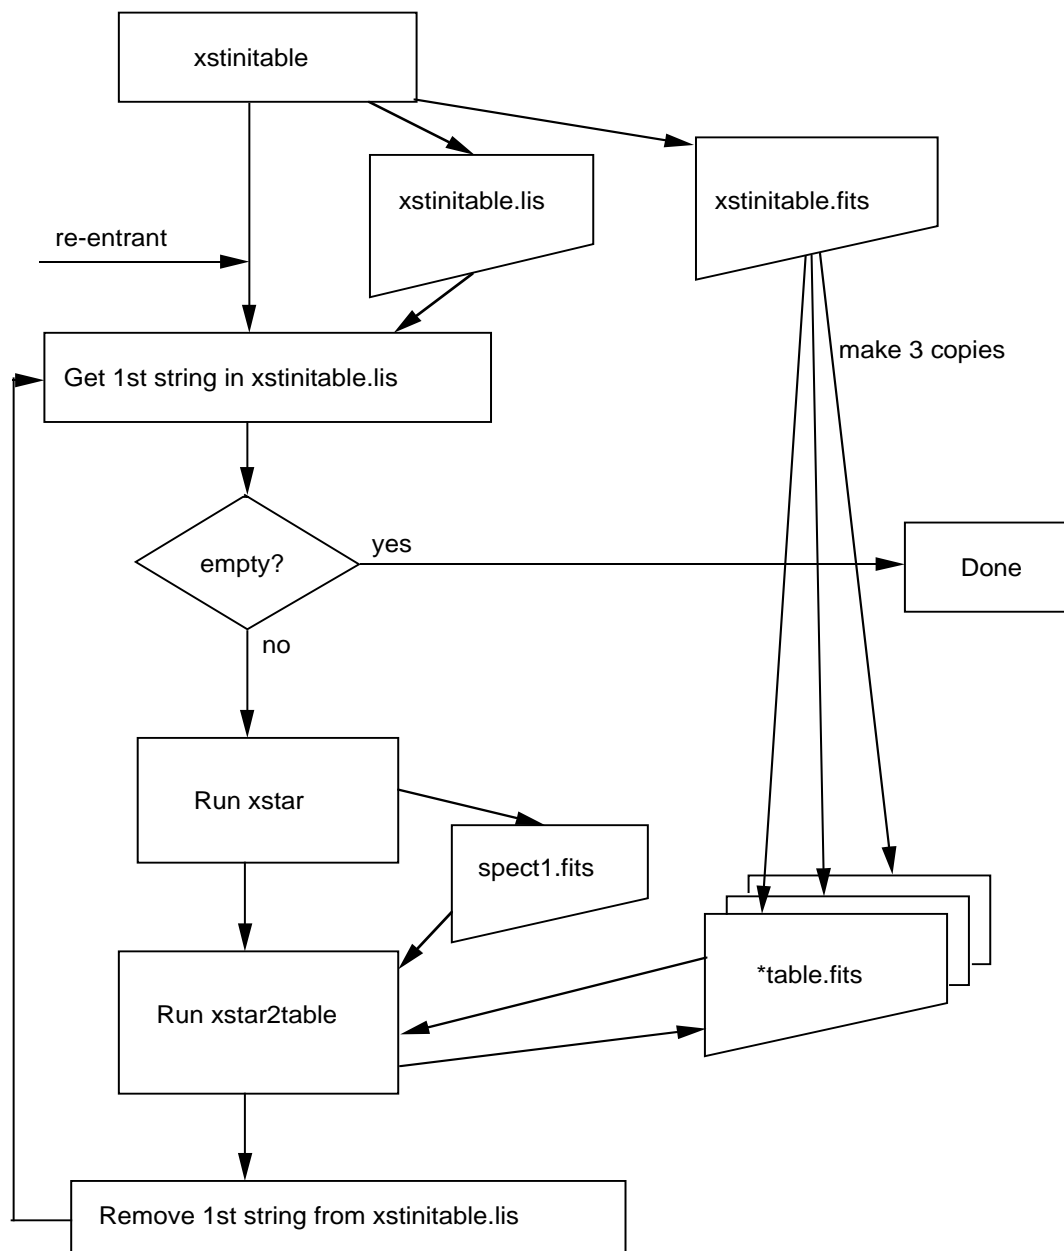 xstinitable
xstinitable.lis
xstinitable.fits
re-entrant
make 3 copies
Get 1st string in xstinitable.lis
yes
empty?
Done
no
Run xstar
spect1.fits
*table.fits
Run xstar2table
Remove 1st string from xstinitable.lis